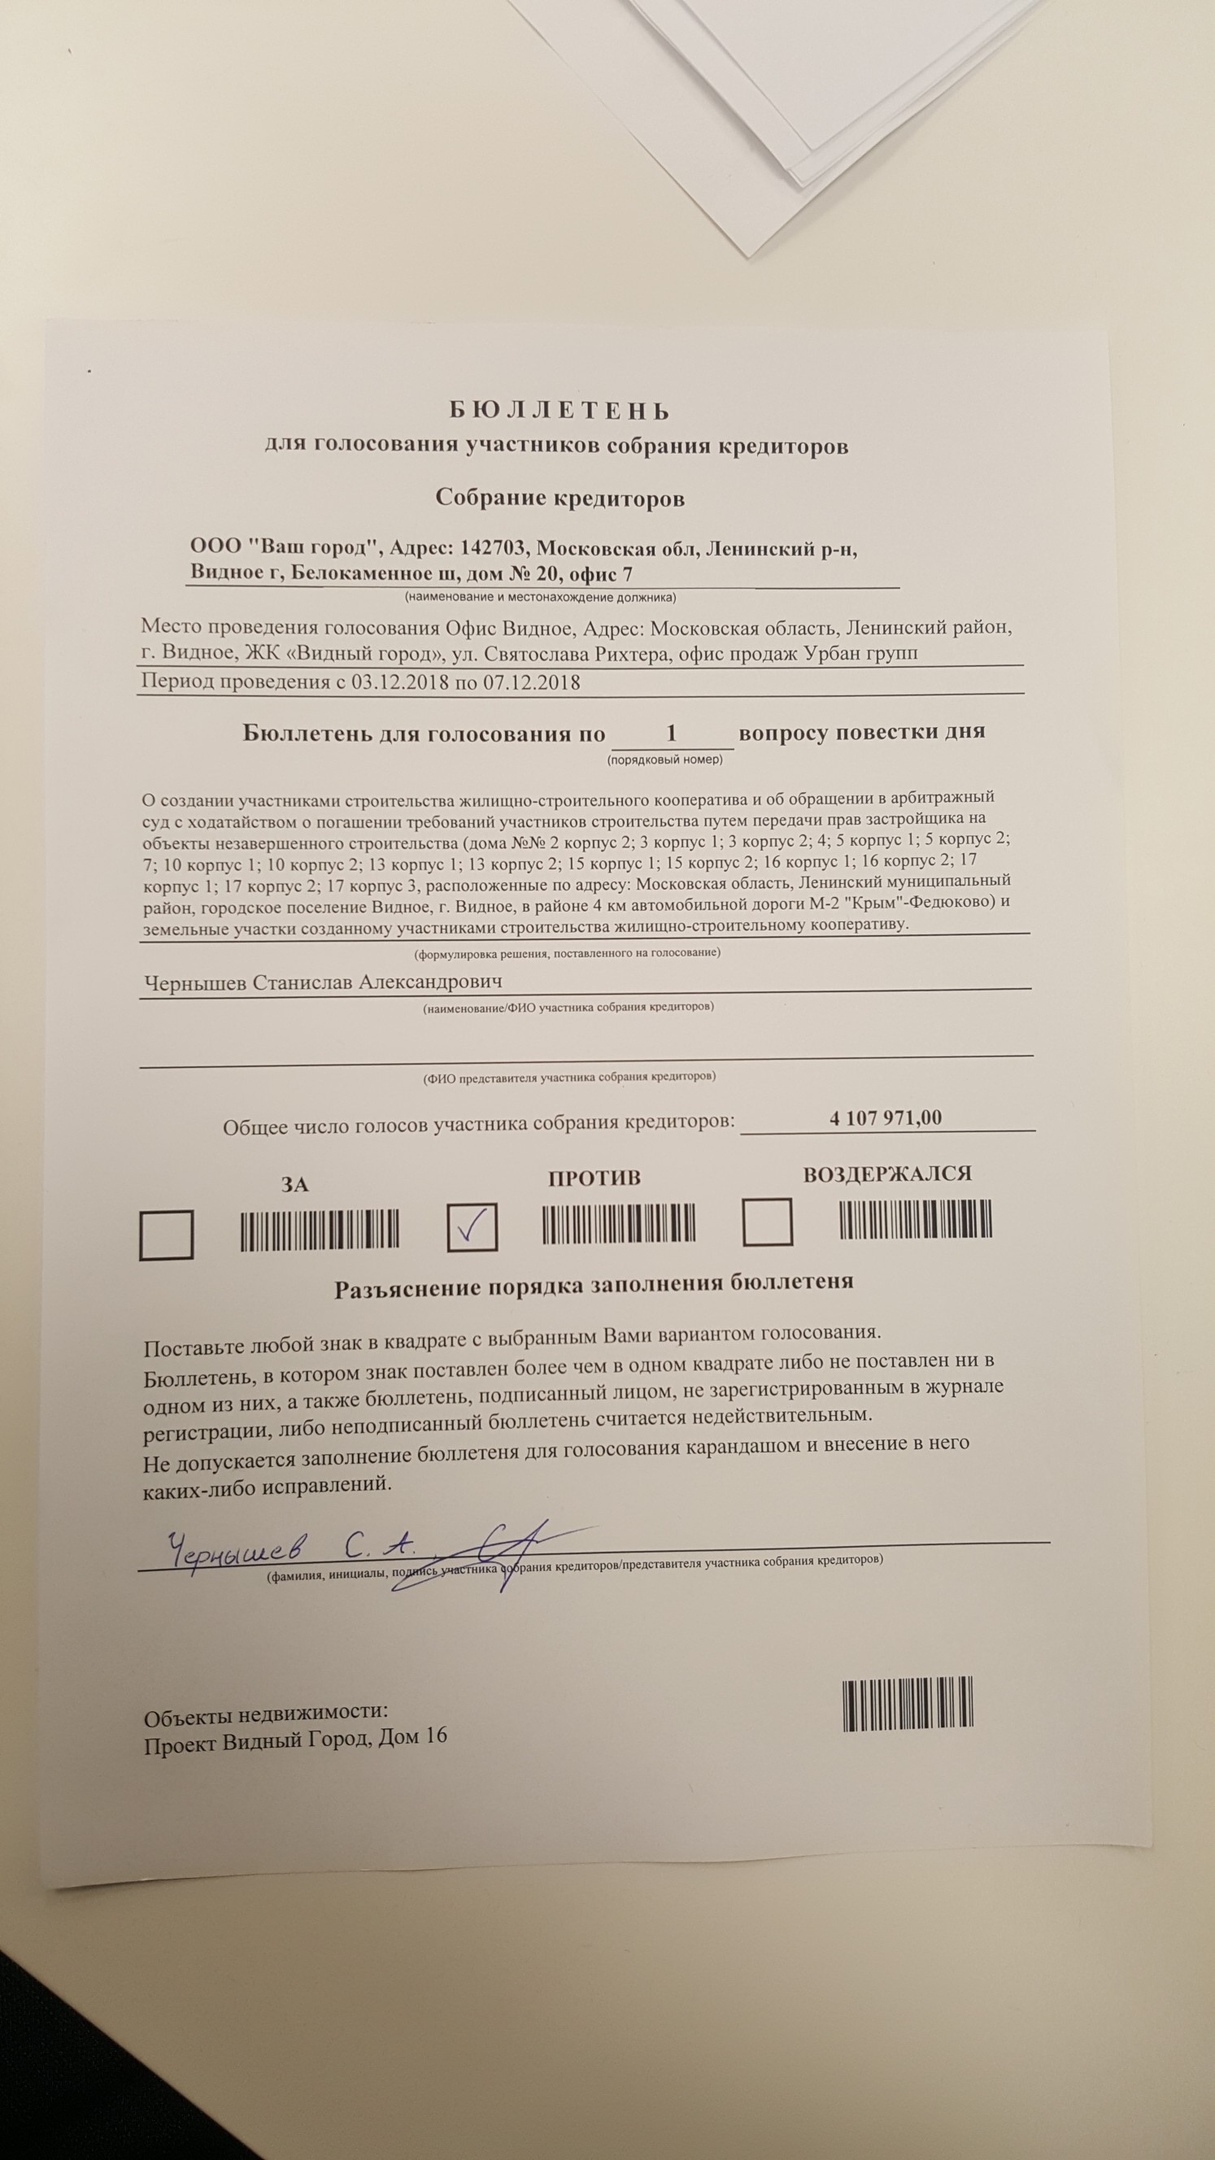 БЮЛЛЕТЕНЬ
для голосования участников собрания кредиторов
Собрание кредиторов
ООО "Ваш город", Адрес: 142703, Московская обл, Ленинский р-н,
Видное г, Белокаменное ш, дом № 20, офис 7
(наименование и местонахождение должника)
Место проведения голосования Офис Видное, Адрес: Московская область, Ленинский район,
г. Видное, ЖК «Видный город», ул. Святослава Рихтера, офис продаж Урбан групп
Период проведения с 03.12.2018 по 07.12.2018
Бюллетень для голосования по 1 вопросу повестки дня
(порядковый номер)
О создании участниками строительства жилищно-строительного кооператива и об обращении в арбитражный
суд с ходатайством о погашении требований участников строительства путем передачи прав застройщика на
объекты незавершенного строительства (дома №№ 2 корпус 2; 3 корпус 1; 3 корпус 2; 4; 5 корпус 1; 5 корпус 2;
7; 10 корпус 1; 10 корпус 2; 13 корпус 1; 13 корпус 2; 15 корпус 1; 15 корпус 2; 16 корпус 1; 16 корпус 2; 17
корпус 1; 17 корпус 2; 17 корпус 3, расположенные по адресу: Московская область, Ленинский муниципальный
район, городское поселение Видное, г. Видное, в районе 4 км автомобильной дороги М-2 "Крым"-Федюково) и
земельные участки созданному участниками строительства жилищно-строительному кооперативу.
(формулировка решения, поставленного на голосование)
Чернышев Станислав Александрович
(наименование/ФИО участника собрания кредиторов)
(ФИО представителя участника собрания кредиторов)
Общее число голосов участника собрания кредиторов: 4 107 971,00
ЗА ПРОТИВ ВОЗДЕРЖАЛСЯ
Разъяснение порядка заполнения бюллетеня
Поставьте любой знак в квадрате с выбранным Вами вариантом голосования.
Бюллетень, в котором знак поставлен более чем в одном квадрате либо не поставлен ни в
одном из них, а также бюллетень, подписанный лицом, не зарегистрированным в журнале
регистрации, либо неподписанный бюллетень считается недействительным.
Не допускается заполнение бюллетеня для голосования карандашом и внесение в него
каких-либо исправлений.
Чернышев С. А.
(фамилия, инициалы, подпись участника собрания кредиторов/представителя участника собрания кредиторов)
Объекты недвижимости:
Проект Видный Город, Дом 16